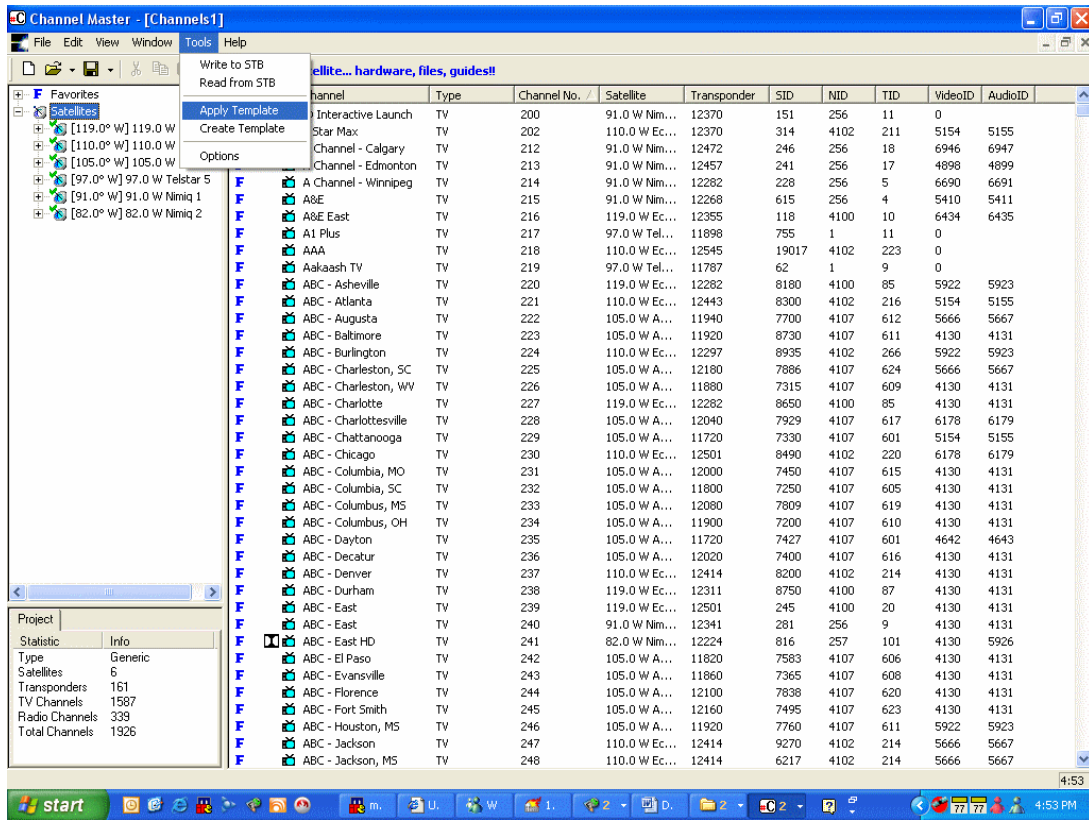 Channel Master - [Channels1]
File Edit View Window Tools Help
ellite... hardware, files, guides!!
Write to STB
Read from STB
Apply Template
Create Template
Options
F Favorites
Satellites
[119.0° W] 119.0 W
[110.0° W] 110.0 W
[105.0° W] 105.0 W
[97.0° W] 97.0 W Telstar 5
[91.0° W] 91.0 W Nimiq 1
[82.0° W] 82.0 W Nimiq 2
hannel Type Channel No. Satellite Transponder SID NID TID VideoID AudioID
Interactive Launch TV 200 91.0 W Nim... 12370 151 256 11 0
Star Max TV 202 110.0 W Ec... 12370 314 4102 211 5154 5155
Channel - Calgary TV 212 91.0 W Nim... 12472 246 256 18 6946 6947
Channel - Edmonton TV 213 91.0 W Nim... 12457 241 256 17 4898 4899
F A Channel - Winnipeg TV 214 91.0 W Nim... 12282 228 256 5 6690 6691
F A&E TV 215 91.0 W Nim... 12268 615 256 4 5410 5411
F A&E East TV 216 119.0 W Ec... 12355 118 4100 10 6434 6435
F A1 Plus TV 217 97.0 W Tel... 11898 755 1 11 0
F AAA TV 218 110.0 W Ec... 12545 19017 4102 223 0
F Aakaash TV TV 219 97.0 W Tel... 11787 62 1 9 0
F ABC - Asheville TV 220 119.0 W Ec... 12282 8180 4100 85 5922 5923
F ABC - Atlanta TV 221 110.0 W Ec... 12443 8300 4102 216 5154 5155
F ABC - Augusta TV 222 105.0 W A... 11940 7700 4107 612 5666 5667
F ABC - Baltimore TV 223 105.0 W A... 11920 8730 4107 611 4130 4131
F ABC - Burlington TV 224 110.0 W Ec... 12297 8935 4102 266 5922 5923
F ABC - Charleston, SC TV 225 105.0 W A... 12180 7886 4107 624 5666 5667
F ABC - Charleston, WV TV 226 105.0 W A... 11880 7315 4107 609 4130 4131
F ABC - Charlotte TV 227 119.0 W Ec... 12282 8650 4100 85 4130 4131
F ABC - Charlottesville TV 228 105.0 W A... 12040 7929 4107 617 6178 6179
F ABC - Chattanooga TV 229 105.0 W A... 11720 7330 4107 601 5154 5155
F ABC - Chicago TV 230 110.0 W Ec... 12501 8490 4102 220 6178 6179
F ABC - Columbia, MO TV 231 105.0 W A... 12000 7450 4107 615 4130 4131
F ABC - Columbia, SC TV 232 105.0 W A... 11800 7250 4107 605 4130 4131
F ABC - Columbus, MS TV 233 105.0 W A... 12080 7809 4107 619 4130 4131
F ABC - Columbus, OH TV 234 105.0 W A... 11900 7200 4107 610 4130 4131
F ABC - Dayton TV 235 105.0 W A... 11720 7427 4107 601 4642 4643
F ABC - Decatur TV 236 105.0 W A... 12020 7400 4107 616 4130 4131
F ABC - Denver TV 237 110.0 W Ec... 12414 8200 4102 214 4130 4131
F ABC - Durham TV 238 119.0 W Ec... 12311 8750 4100 87 4130 4131
F ABC - East TV 239 119.0 W Ec... 12501 245 4100 20 4130 4131
F ABC - East TV 240 91.0 W Nim... 12341 281 256 9 4130 4131
F ABC - East HD TV 241 82.0 W Nim... 12224 816 257 101 4130 5926
F ABC - El Paso TV 242 105.0 W A... 11820 7583 4107 606 4130 4131
F ABC - Evansville TV 243 105.0 W A... 11860 7365 4107 608 4130 4131
F ABC - Florence TV 244 105.0 W A... 12100 7838 4107 620 4130 4131
F ABC - Fort Smith TV 245 105.0 W A... 12160 7495 4107 623 4130 4131
F ABC - Houston, MS TV 246 105.0 W A... 11920 7760 4107 611 5922 5923
F ABC - Jackson TV 247 110.0 W Ec... 12414 9270 4102 214 5666 5667
F ABC - Jackson, MS TV 248 110.0 W Ec... 12414 6217 4102 214 5666 5667
Project
Statistic Info
Type Generic
Satellites 6
Transponders 161
TV Channels 1587
Radio Channels 339
Total Channels 1926
4:53
start m. U. W 1. 2 D. 2 2 77 77 4:53 PM